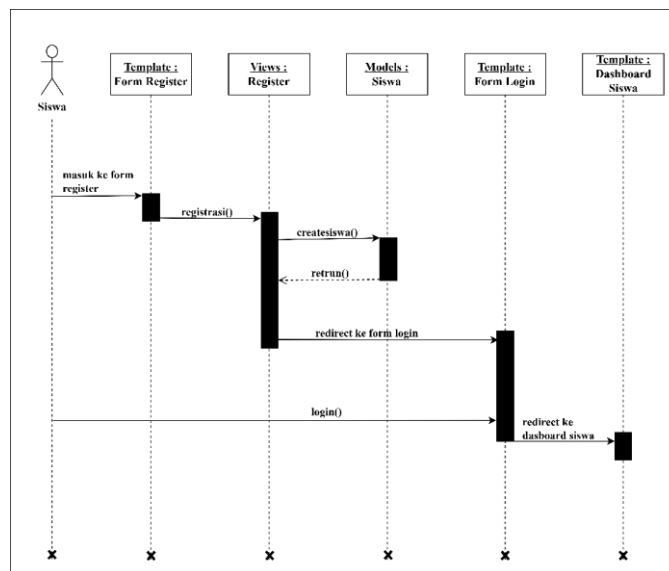 Template :
Form Register
Views :
Register
Models :
Siswa
Template :
Form Login
Template :
Dashboard
Siswa
Siswa
masuk ke form
register
registrasi()
createsiswa()
retrun()
redirect ke form login
login()
redirect ke
dasboard siswa